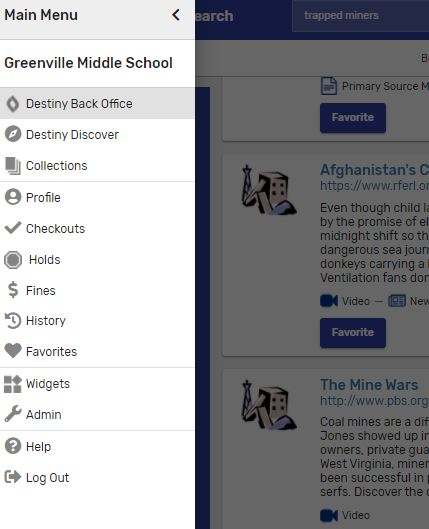 Main Menu
Greenville Middle School
Destiny Back Office
Destiny Discover
Collections
Profile
Checkouts
Holds
Fines
History
Favorites
Widgets
Admin
Help
Log Out
earch
trapped miners
Primary Source M
Favorite
Afghanistan's C
https://www.rferl.o
Even though child la
by the promise of el
midnight shift so th
dangerous sea jour
donkeys carrying a
Ventilation fans don
Video — New
Favorite
The Mine Wars
http://www.pbs.org
Coal mines are a dif
Jones showed up in
owners, private gua
West Virginia, miner
been successful in
serfs. Discover the
Video